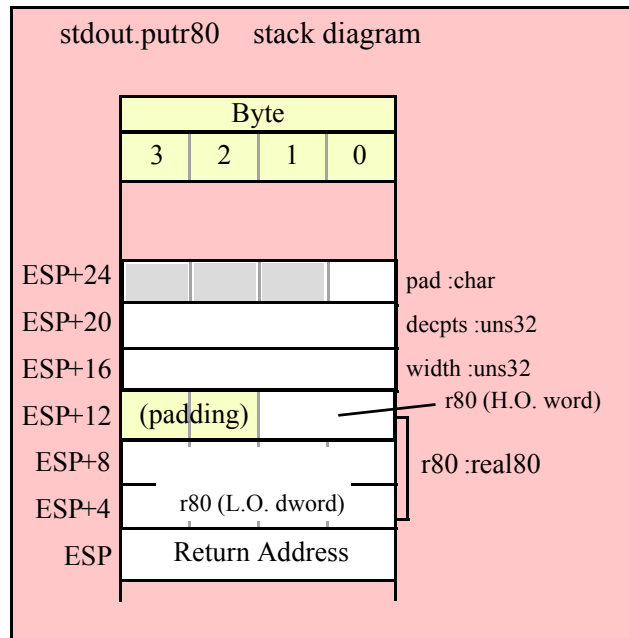 stdout.putr80 stack diagram
Byte
3 2 1 0
ESP+24 pad :char
ESP+20 decpts :uns32
ESP+16 width :uns32
ESP+12 (padding) r80 (H.O. word)
ESP+8 r80 :real80
ESP+4 r80 (L.O. dword)
ESP Return Address